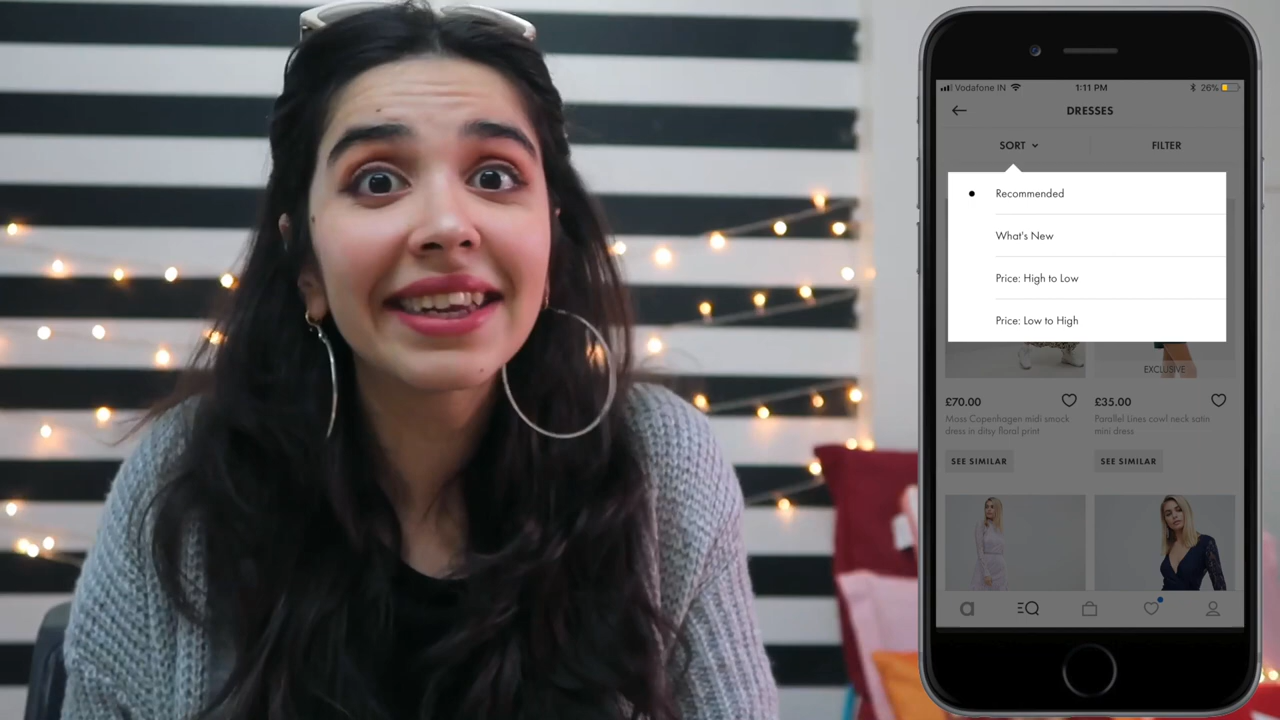 Vodafone IN
1:11 PM
26%
DRESSES
SORT
FILTER
Recommended
What's New
Price: High to Low
Price: Low to High
EXCLUSIVE
£70.00
£35.00
Moss Copenhagen midi smock
dress in ditsy floral print
Parallel Lines cowl neck satin
mini dress
SEE SIMILAR
SEE SIMILAR